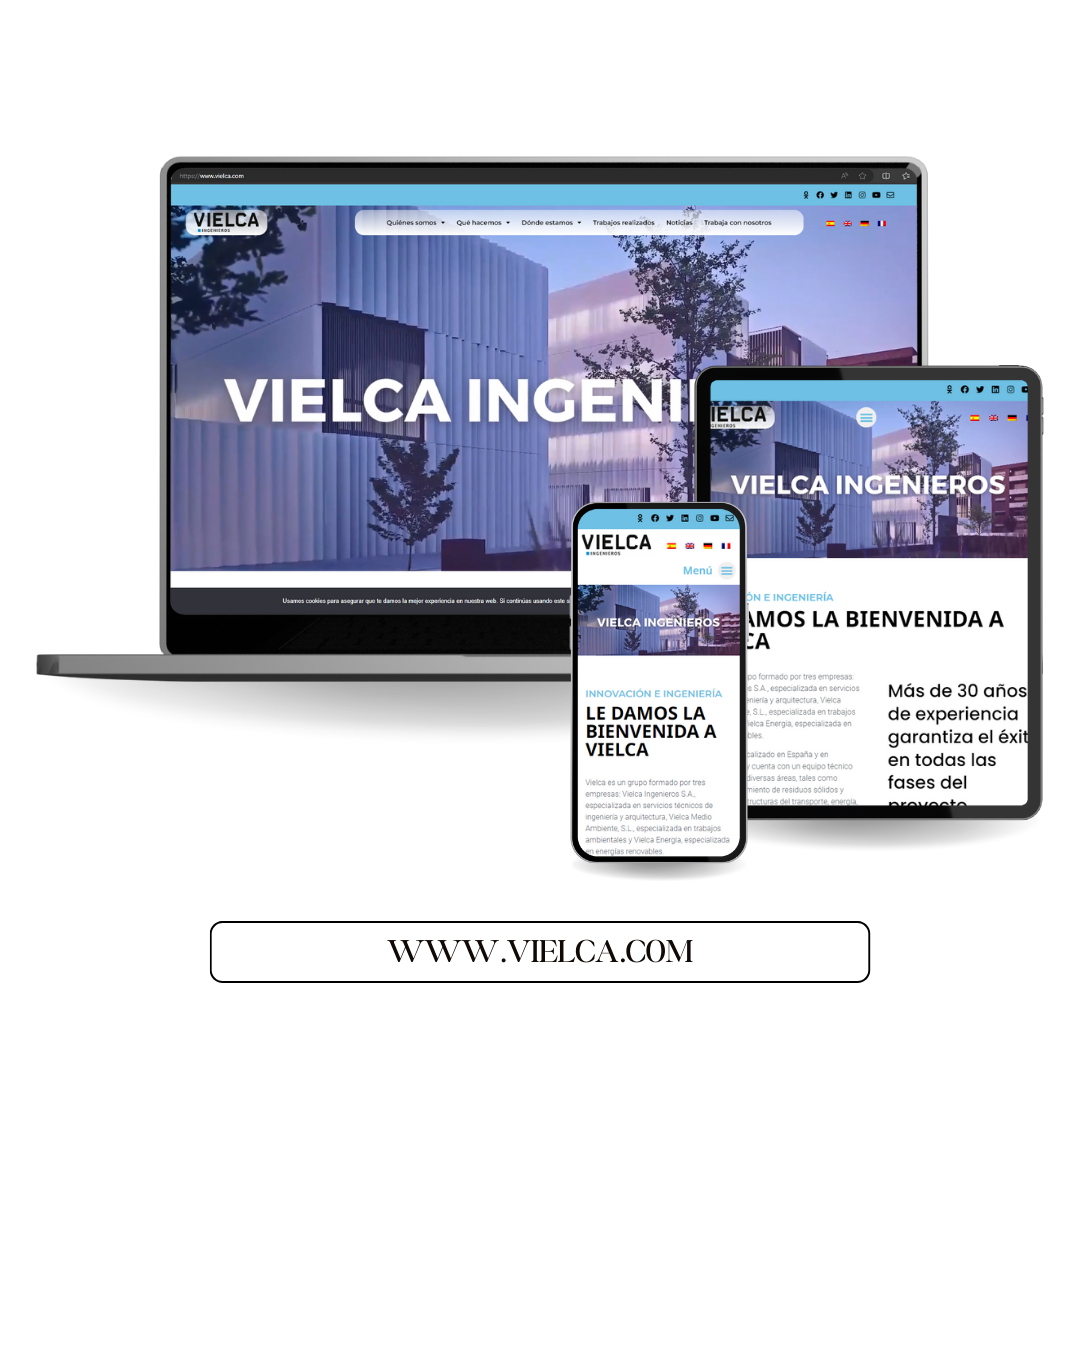 https://www.vielca.com
VIELCA
INGENIEROS
Quiénes somos Qué hacemos Dónde estamos Trabajos realizados Noticias Trabaja con nosotros
VIELCA INGENI
Usamos cookies para asegurar que te damos la mejor experiencia en nuestra web. Si continúas usando este s
IELCA
GENIEROS
VIELCA INGENIEROS
ÓN E INGENIERÍA
AMOS LA BIENVENIDA A
CA
po formado por tres empresas:
s S.A., especializada en servicios
eniería y arquitectura, Vielca
e, S.L., especializada en trabajos
ielca Energía, especializada en
bles.
calizado en España y en
y cuenta con un equipo técnico
diversas áreas, tales como
miento de residuos sólidos y
tructuras del transporte, energía,
Más de 30 años
de experiencia
garantiza el éxit
en todas las
fases del
proyecto
VIELCA
INGENIEROS
Menú
VIELCA INGENIEROS
INNOVACIÓN E INGENIERÍA
LE DAMOS LA
BIENVENIDA A
VIELCA
Vielca es un grupo formado por tres
empresas: Vielca Ingenieros S.A.,
especializada en servicios técnicos de
ingeniería y arquitectura, Vielca Medio
Ambiente, S.L., especializada en trabajos
ambientales y Vielca Energía, especializada
en energías renovables.
WWW.VIELCA.COM